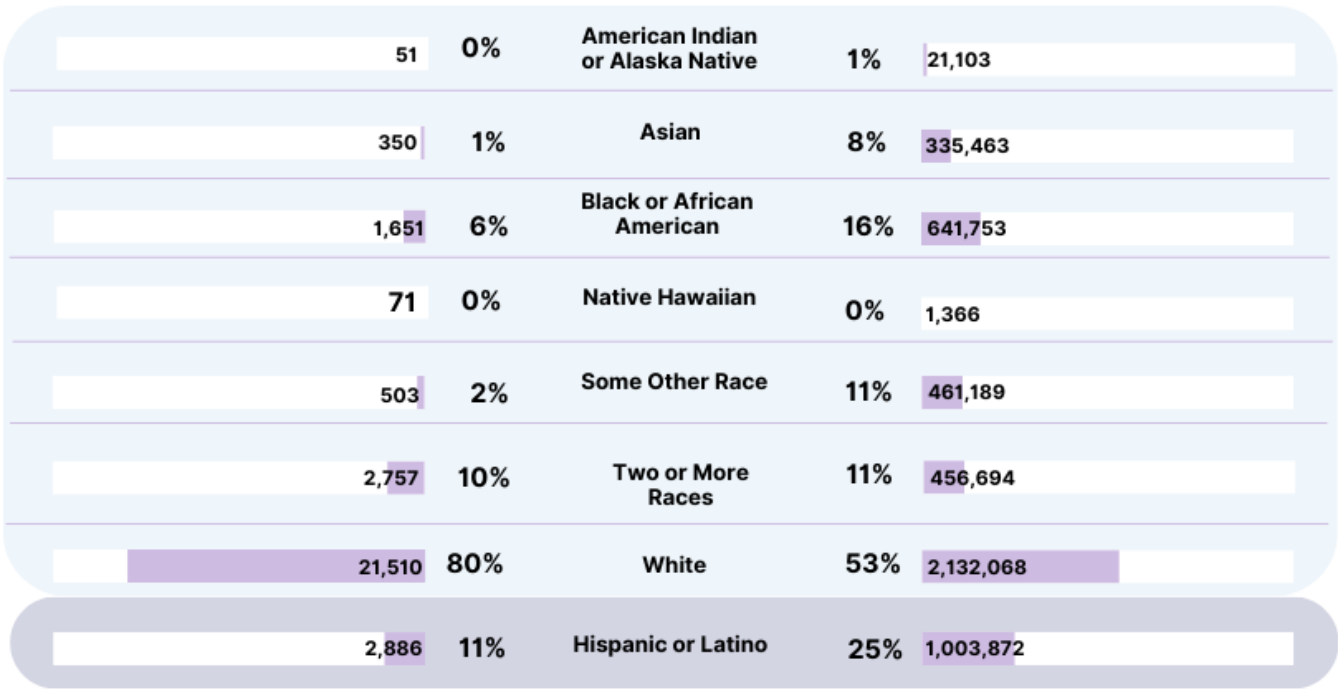 51 0% American Indian or Alaska Native 1% 21,103
350 1% Asian 8% 335,463
1,651 6% Black or African American 16% 641,753
71 0% Native Hawaiian 0% 1,366
503 2% Some Other Race 11% 461,189
2,757 10% Two or More Races 11% 456,694
21,510 80% White 53% 2,132,068
2,886 11% Hispanic or Latino 25% 1,003,872